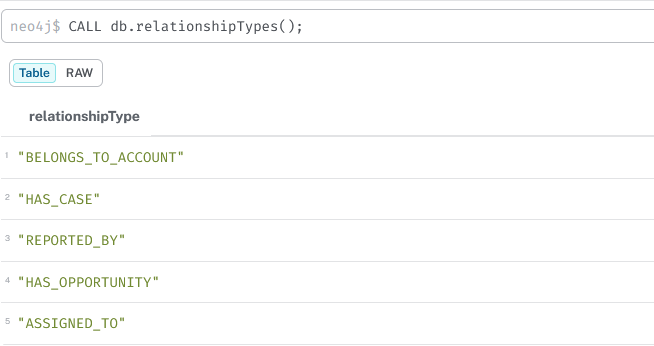 neo4j$ CALL db.relationshipTypes();
Table RAW
relationshipType
1 "BELONGS_TO_ACCOUNT"
2 "HAS_CASE"
3 "REPORTED_BY"
4 "HAS_OPPORTUNITY"
5 "ASSIGNED_TO"